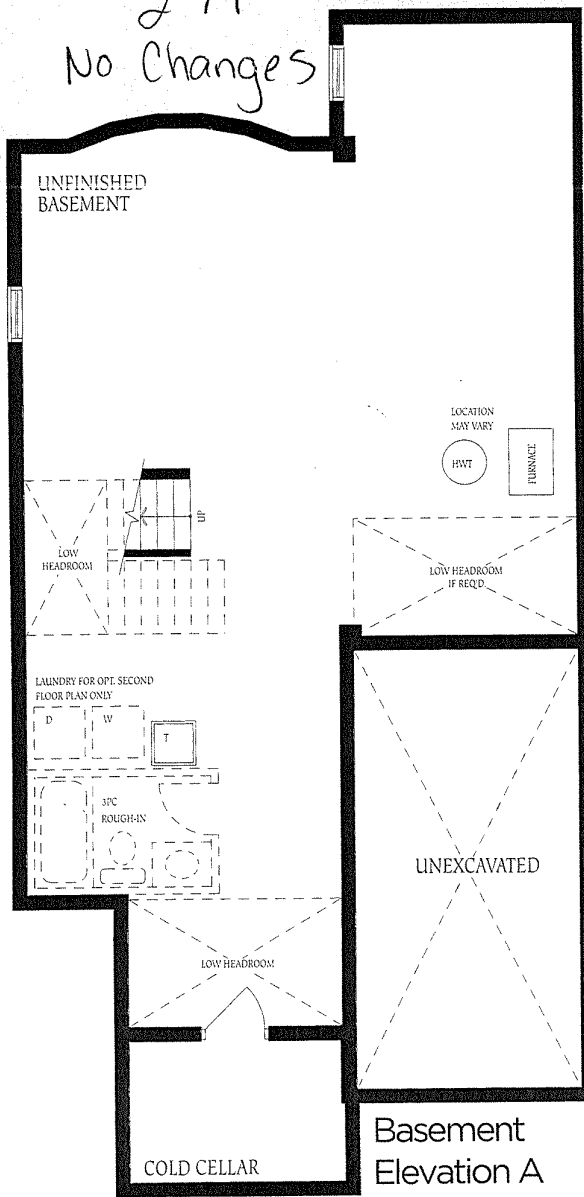 No Changes
UNFINISHED
BASEMENT
LOCATION
MAY VARY
HWT
FURNACE
UP
LOW
HEADROOM
LOW HEADROOM
IF REQ'D.
LAUNDRY FOR OPT. SECOND
FLOOR PLAN ONLY
D
W
T
3PC
ROUGH-IN
UNEXCAVATED
LOW HEADROOM
COLD CELLAR
Basement
Elevation A